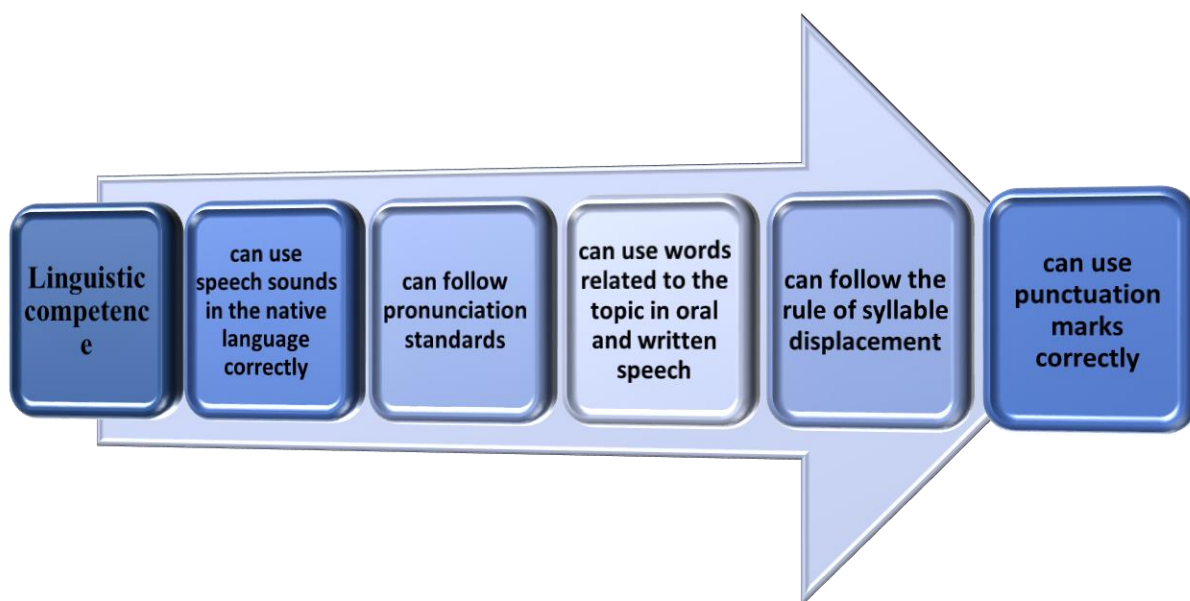 Linguistic
competenc
e
can use
speech sounds
in the native
language
correctly
can follow
pronunciation
standards
can use words
related to the
topic in oral
and written
speech
can follow the
rule of syllable
displacement
can use
punctuation
marks
correctly